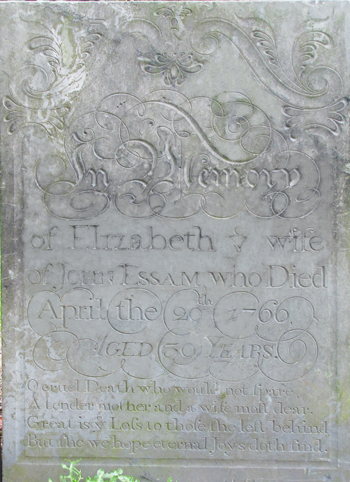 In Memory
of Elizabeth yͤ wife
of John Essam who Died
April the 20th 1766
Aged 50 Years.
O cruel Death who would not spare
A tender mother and a wife most dear.
Great is yͤ Loss to those she left behind
But she we hope eternal Joys doth find.